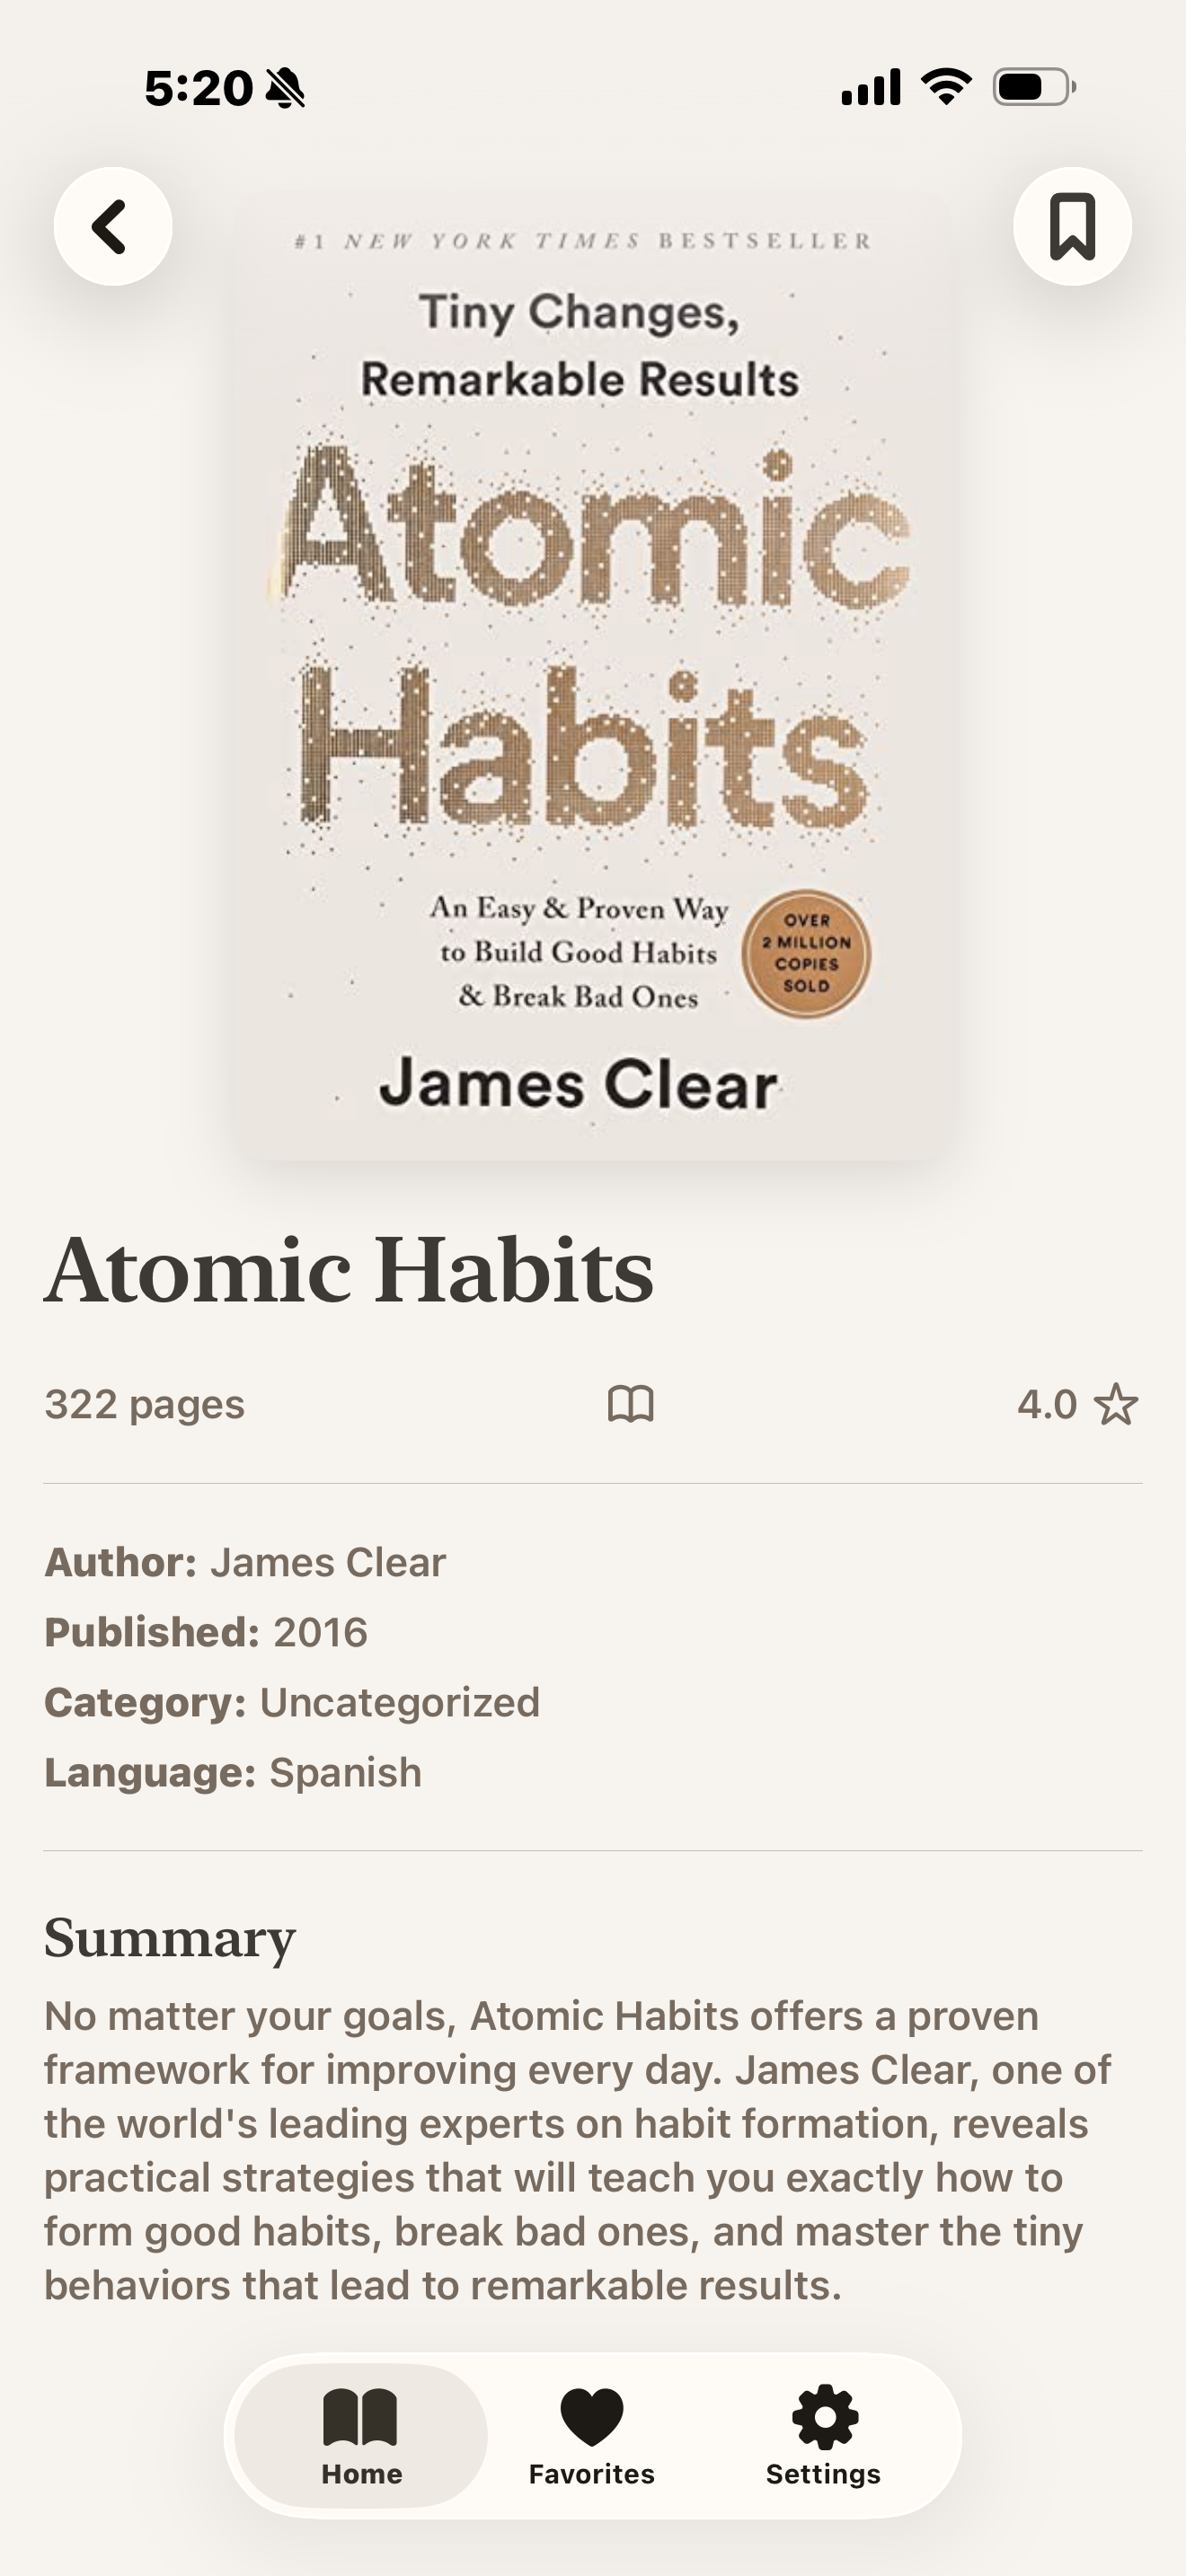 5:20
#1 NEW YORK TIMES BESTSELLER
Tiny Changes,
Remarkable Results
Atomic
Habits
An Easy & Proven Way
to Build Good Habits
& Break Bad Ones
OVER
2 MILLION
COPIES
SOLD
James Clear
Atomic Habits
322 pages
4.0
Author: James Clear
Published: 2016
Category: Uncategorized
Language: Spanish
Summary
No matter your goals, Atomic Habits offers a proven
framework for improving every day. James Clear, one of
the world's leading experts on habit formation, reveals
practical strategies that will teach you exactly how to
form good habits, break bad ones, and master the tiny
behaviors that lead to remarkable results.
Home
Favorites
Settings